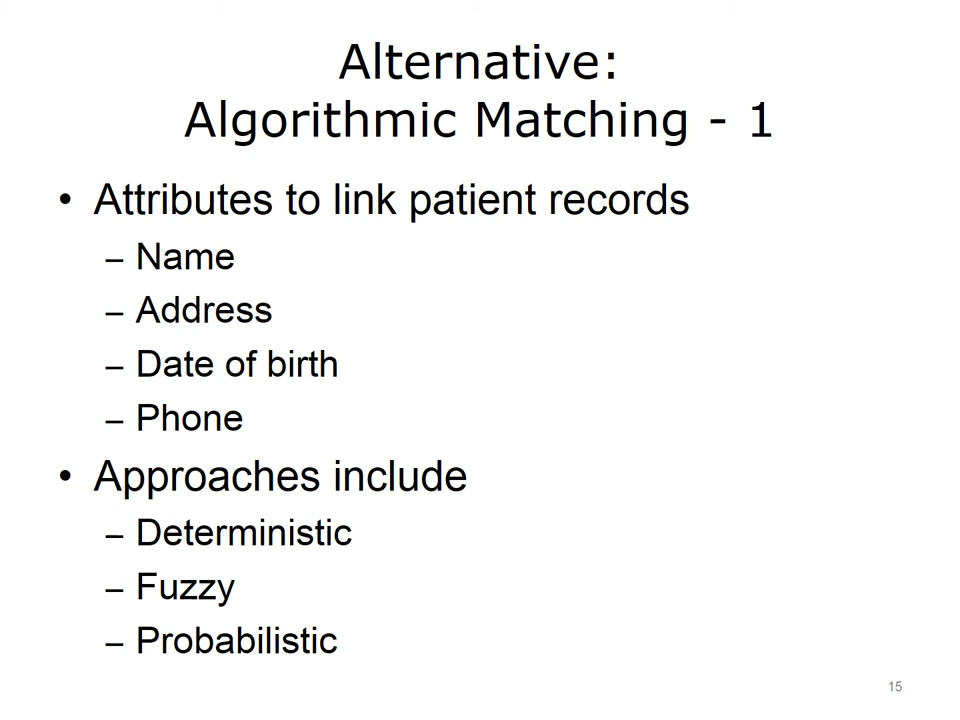 Alternative:
Algorithmic Matching - 1
• Attributes to link patient records
– Name
– Address
– Date of birth
– Phone
• Approaches include
– Deterministic
– Fuzzy
– Probabilistic
15